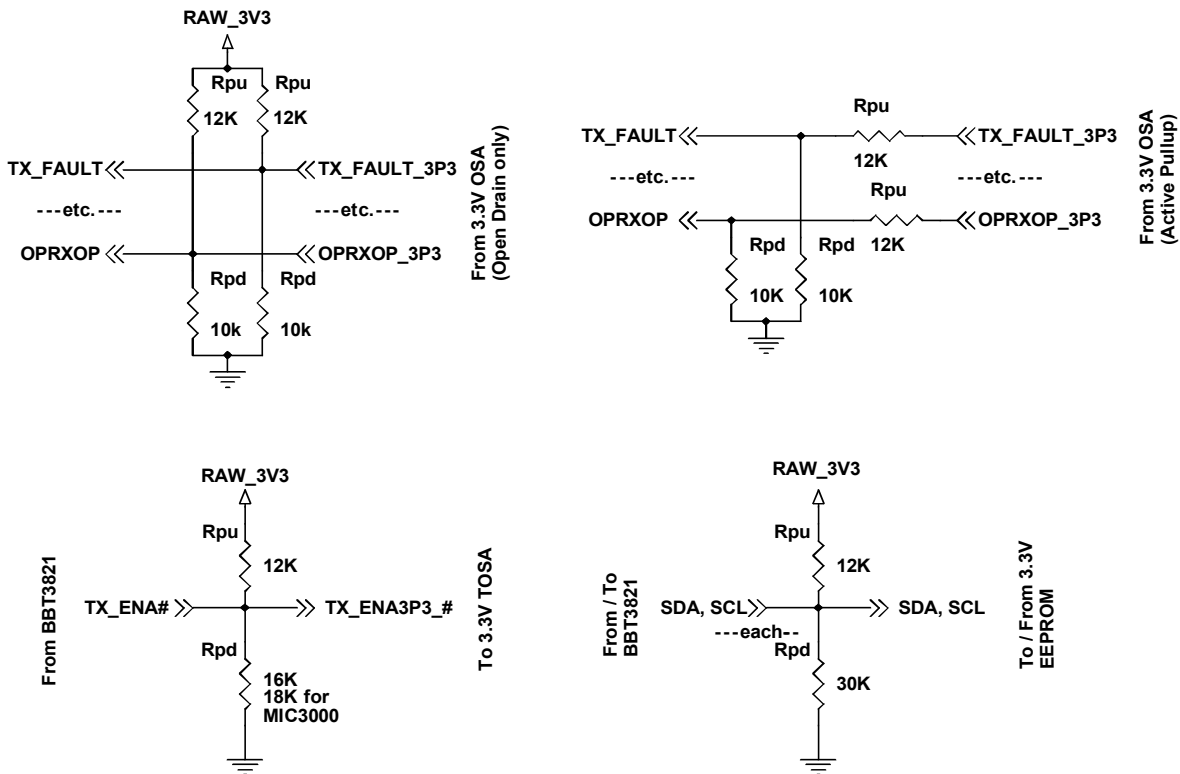 RAW_3V3
Rpu
Rpu
12K
12K
TX_FAULT
TX_FAULT_3P3
---etc.---
---etc.---
OPRXOP
OPRXOP_3P3
Rpd
Rpd
10k
10k
From 3.3V OSA
(Open Drain only)
Rpu
TX_FAULT
TX_FAULT_3P3
12K
---etc.---
Rpu
---etc.---
OPRXOP
OPRXOP_3P3
Rpd
Rpd
12K
10K
10K
From 3.3V OSA
(Active Pullup)
RAW_3V3
Rpu
12K
From BBT3821
TX_ENA#
TX_ENA3P3_#
To 3.3V TOSA
Rpd
16K
18K for
MIC3000
RAW_3V3
Rpu
12K
From / To
BBT3821
SDA, SCL
SDA, SCL
---each--
Rpd
30K
To / From 3.3V
EEPROM